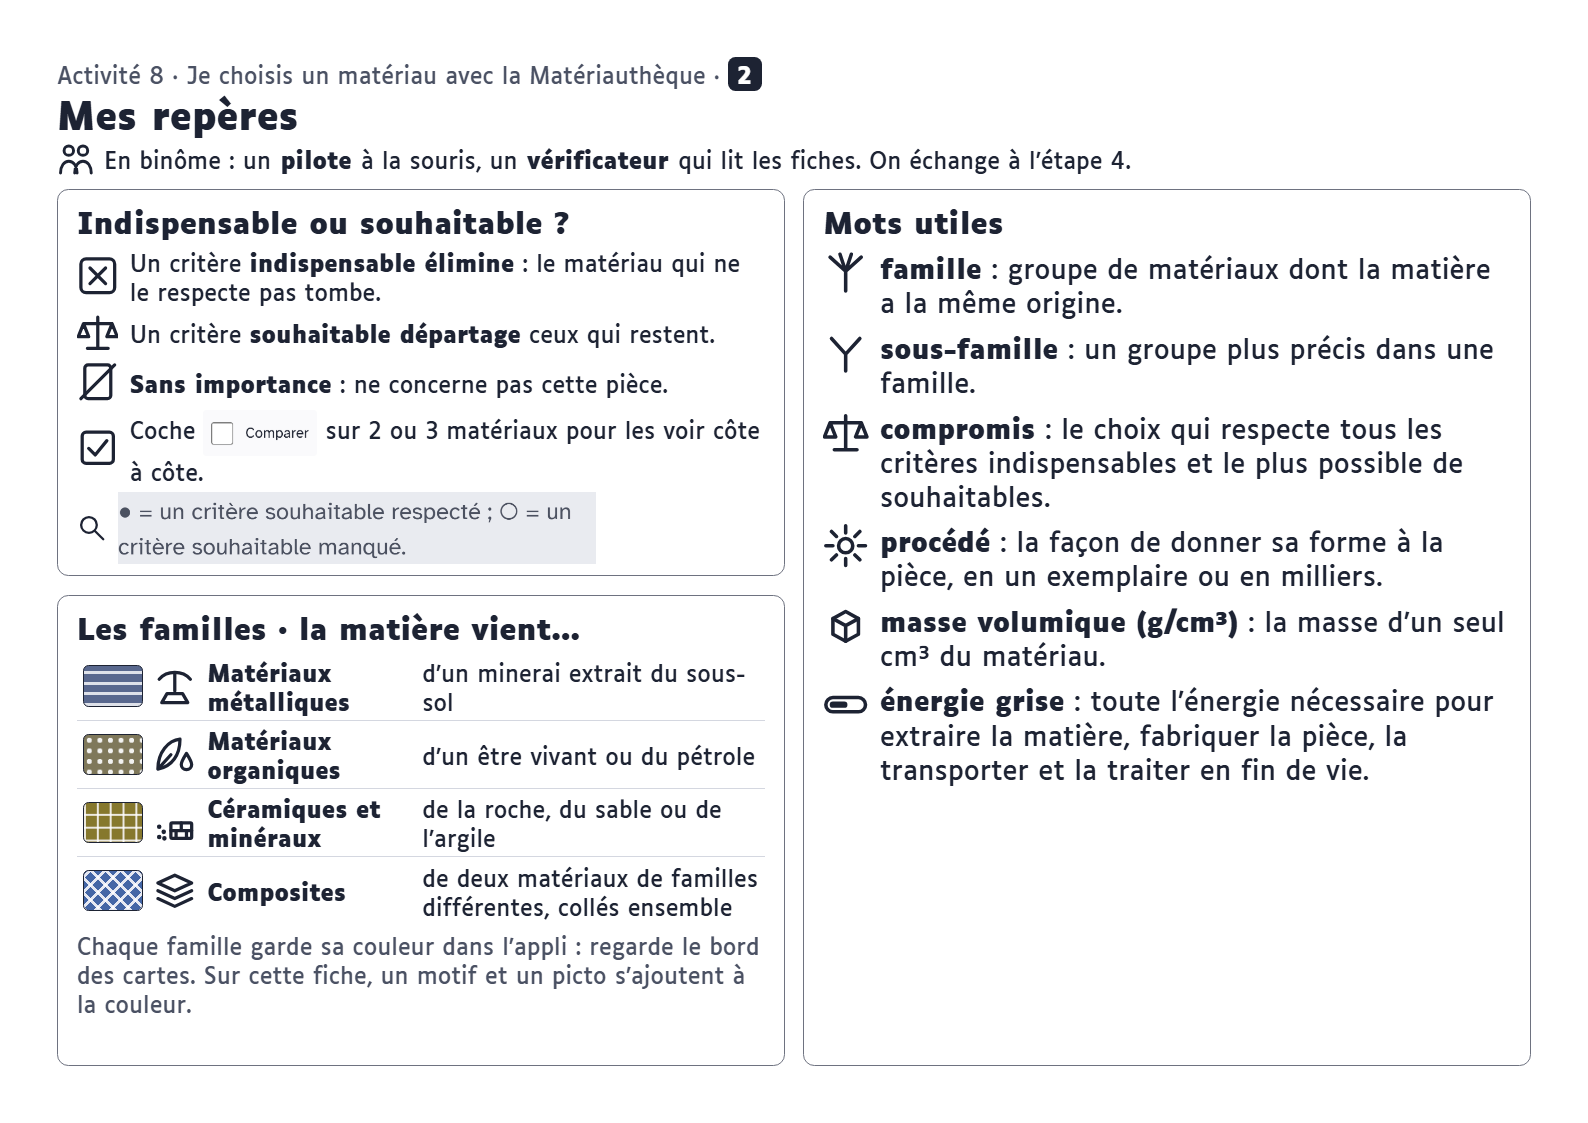 Activité 8 · Je choisis un matériau avec la Matériauthèque · 2
Mes repères
En binôme : un pilote à la souris, un vérificateur qui lit les fiches. On échange à l’étape 4.
Indispensable ou souhaitable ?
Un critère indispensable élimine : le matériau qui ne
le respecte pas tombe.
Un critère souhaitable départage ceux qui restent.
Sans importance : ne concerne pas cette pièce.
Coche Comparer sur 2 ou 3 matériaux pour les voir côte
à côte.
● = un critère souhaitable respecté ; ○ = un
critère souhaitable manqué.
Les familles · la matière vient…
Matériaux
métalliques
d’un minerai extrait du sous-
sol
Matériaux
organiques
d’un être vivant ou du pétrole
Céramiques et
minéraux
de la roche, du sable ou de
l’argile
Composites
de deux matériaux de familles
différentes, collés ensemble
Chaque famille garde sa couleur dans l’appli : regarde le bord
des cartes. Sur cette fiche, un motif et un picto s’ajoutent à
la couleur.
Mots utiles
famille : groupe de matériaux dont la matière
a la même origine.
sous-famille : un groupe plus précis dans une
famille.
compromis : le choix qui respecte tous les
critères indispensables et le plus possible de
souhaitables.
procédé : la façon de donner sa forme à la
pièce, en un exemplaire ou en milliers.
masse volumique (g/cm³) : la masse d’un seul
cm³ du matériau.
énergie grise : toute l’énergie nécessaire pour
extraire la matière, fabriquer la pièce, la
transporter et la traiter en fin de vie.